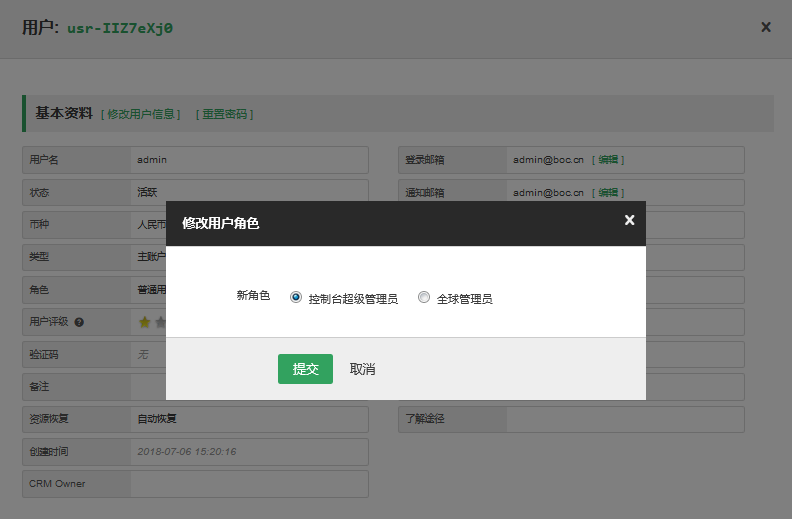 用户: usr-IIZ7eXj0
x
基本资料 [ 修改用户信息 ] [ 重置密码 ]
用户名 admin
登录邮箱 admin@boc.cn [ 编辑 ]
状态 活跃
通知邮箱 admin@boc.cn [ 编辑 ]
币种 人民币
类型 主账户
角色 普通用
用户评级 ?
验证码 无
备注
资源恢复 自动恢复
了解途径
创建时间 2018-07-06 15:20:16
CRM Owner
修改用户角色
x
新角色 控制台超级管理员 全球管理员
提交 取消